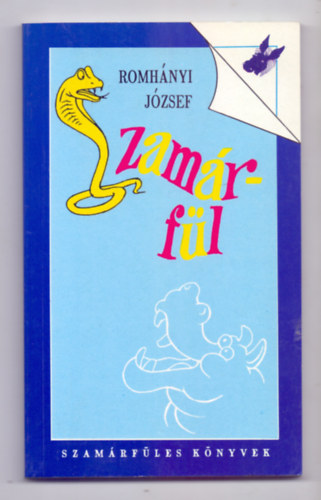 ROMHÁNYI
JÓZSEF
Szamár-
fül
SZAMÁRFÜLES KÖNYVEK